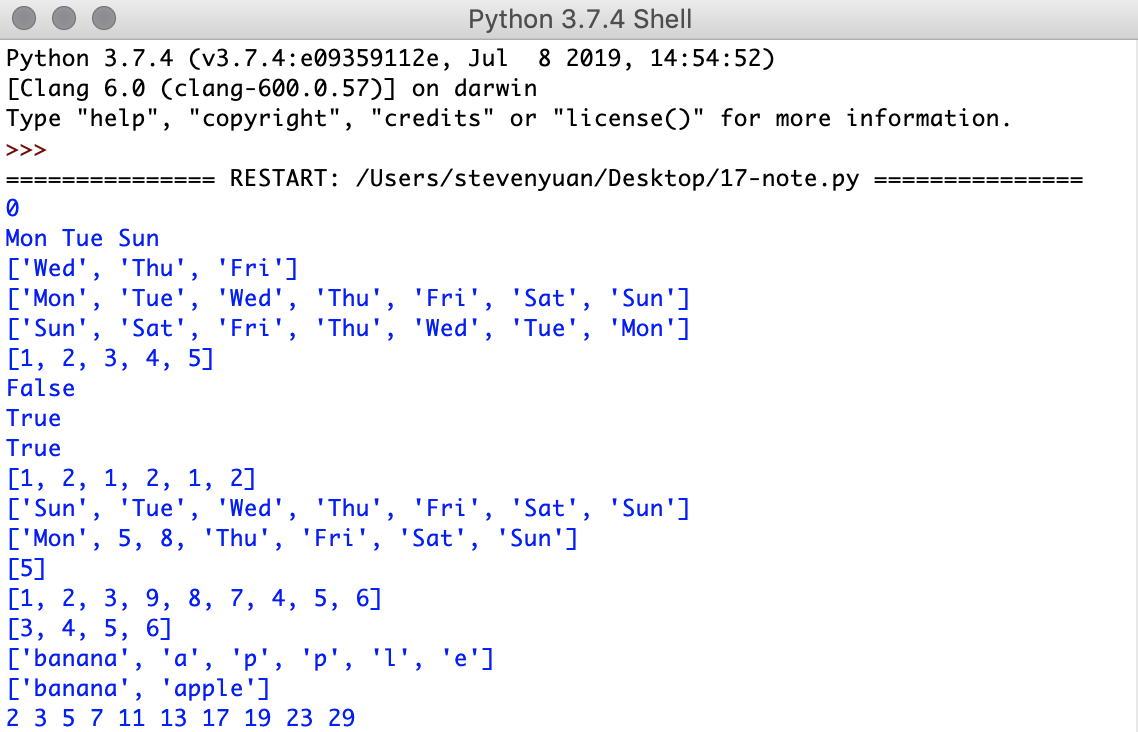 Python 3.7.4 Shell
Python 3.7.4 (v3.7.4:e09359112e, Jul  8 2019, 14:54:52)
[Clang 6.0 (clang-600.0.57)] on darwin
Type "help", "copyright", "credits" or "license()" for more information.
>>>
=============== RESTART: /Users/stevenyuan/Desktop/17-note.py ===============
0
Mon Tue Sun
['Wed', 'Thu', 'Fri']
['Mon', 'Tue', 'Wed', 'Thu', 'Fri', 'Sat', 'Sun']
['Sun', 'Sat', 'Fri', 'Thu', 'Wed', 'Tue', 'Mon']
[1, 2, 3, 4, 5]
False
True
True
[1, 2, 1, 2, 1, 2]
['Sun', 'Tue', 'Wed', 'Thu', 'Fri', 'Sat', 'Sun']
['Mon', 5, 8, 'Thu', 'Fri', 'Sat', 'Sun']
[5]
[1, 2, 3, 9, 8, 7, 4, 5, 6]
[3, 4, 5, 6]
['banana', 'a', 'p', 'p', 'l', 'e']
['banana', 'apple']
2 3 5 7 11 13 17 19 23 29